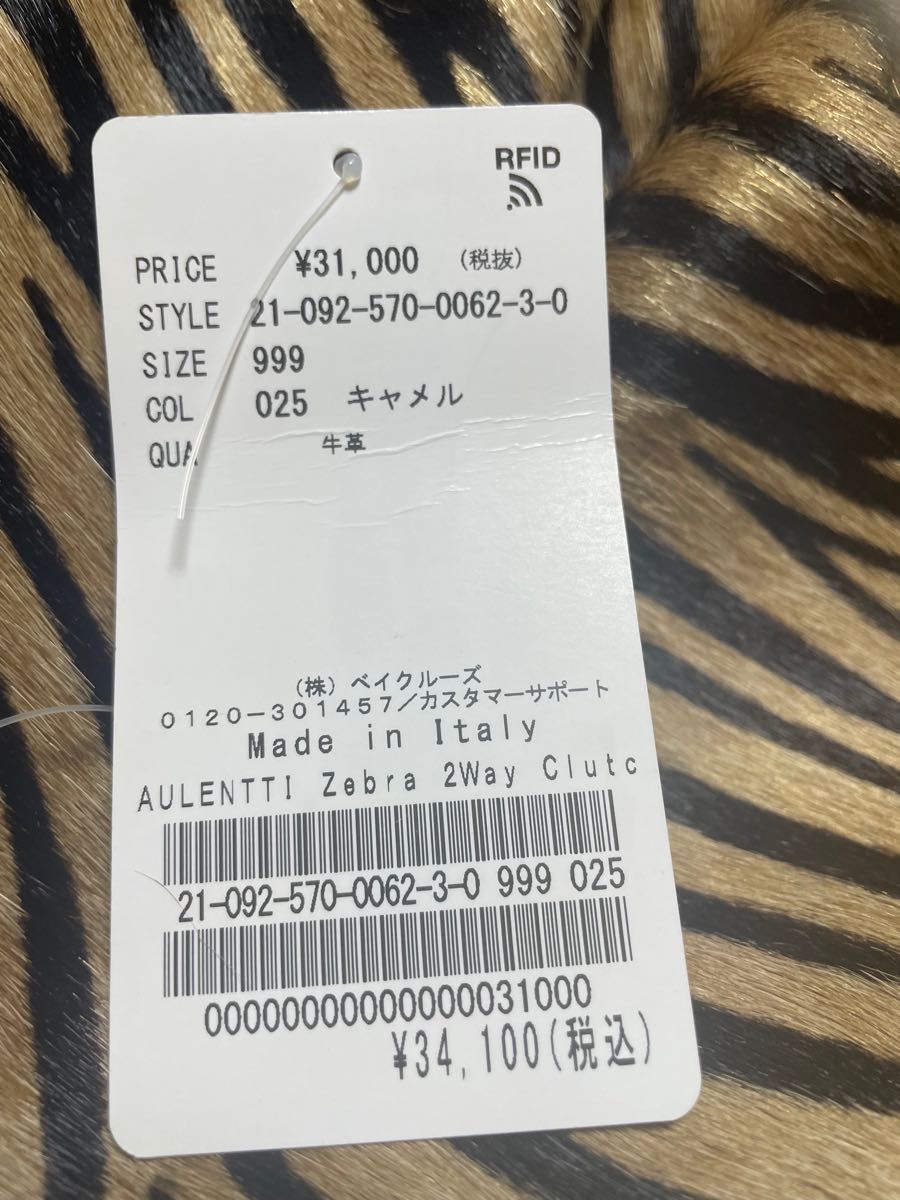 RFID
PRICE ¥31,000 (税抜)
STYLE 21-092-570-0062-3-0
SIZE 999
COL 025 キャメル
QUA 牛革
(株) ベイクルーズ
0120-301457/カスタマーサポート
Made in Italy
AULENTTI Zebra 2Way Clutc
21-092-570-0062-3-0 999 025
00000000000000031000
¥34,100(税込)